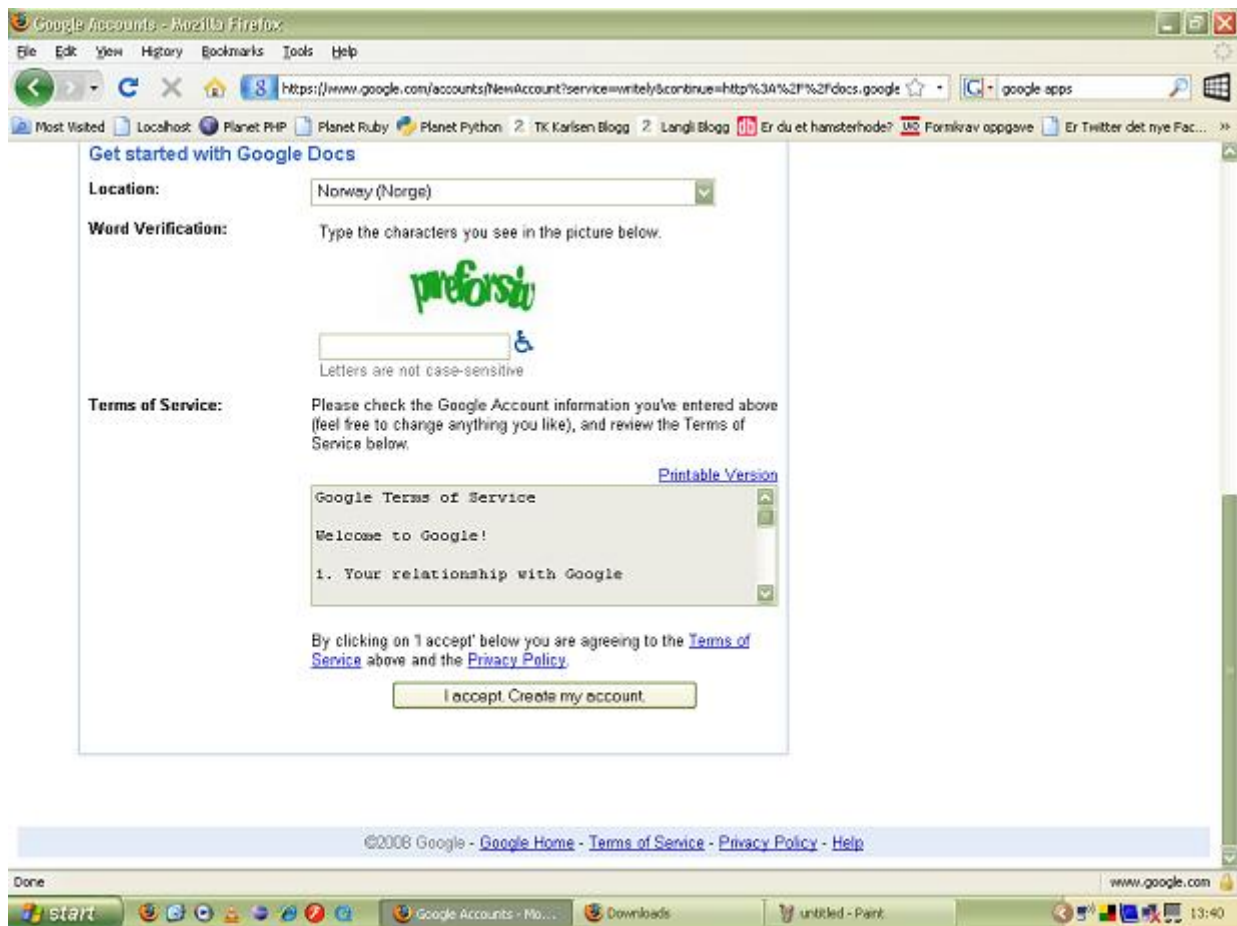 Google Accounts - Mozilla Firefox
File Edit View History Bookmarks Tools Help
https://www.google.com/accounts/NewAccount?service=writely&continue=http%3A%2F%2Fdocs.google google apps
Most Visited Localhost Planet PHP Planet Ruby Planet Python TK Karlsen Blogg Langli Blogg Er du et hamsterhode? Formkrav oppgave Er Twitter det nye Fac...
Get started with Google Docs
Location: Norway (Norge)
Word Verification: Type the characters you see in the picture below.
Letters are not case-sensitive
Terms of Service: Please check the Google Account information you've entered above
(feel free to change anything you like), and review the Terms of
Service below.
Printable Version
Google Terms of Service
Welcome to Google!
1. Your relationship with Google
By clicking on 'I accept' below you are agreeing to the Terms of
Service above and the Privacy Policy.
I accept. Create my account.
©2008 Google - Google Home - Terms of Service - Privacy Policy - Help
Done www.google.com
start Google Accounts - Mo... Downloads untitled - Paint 13:40